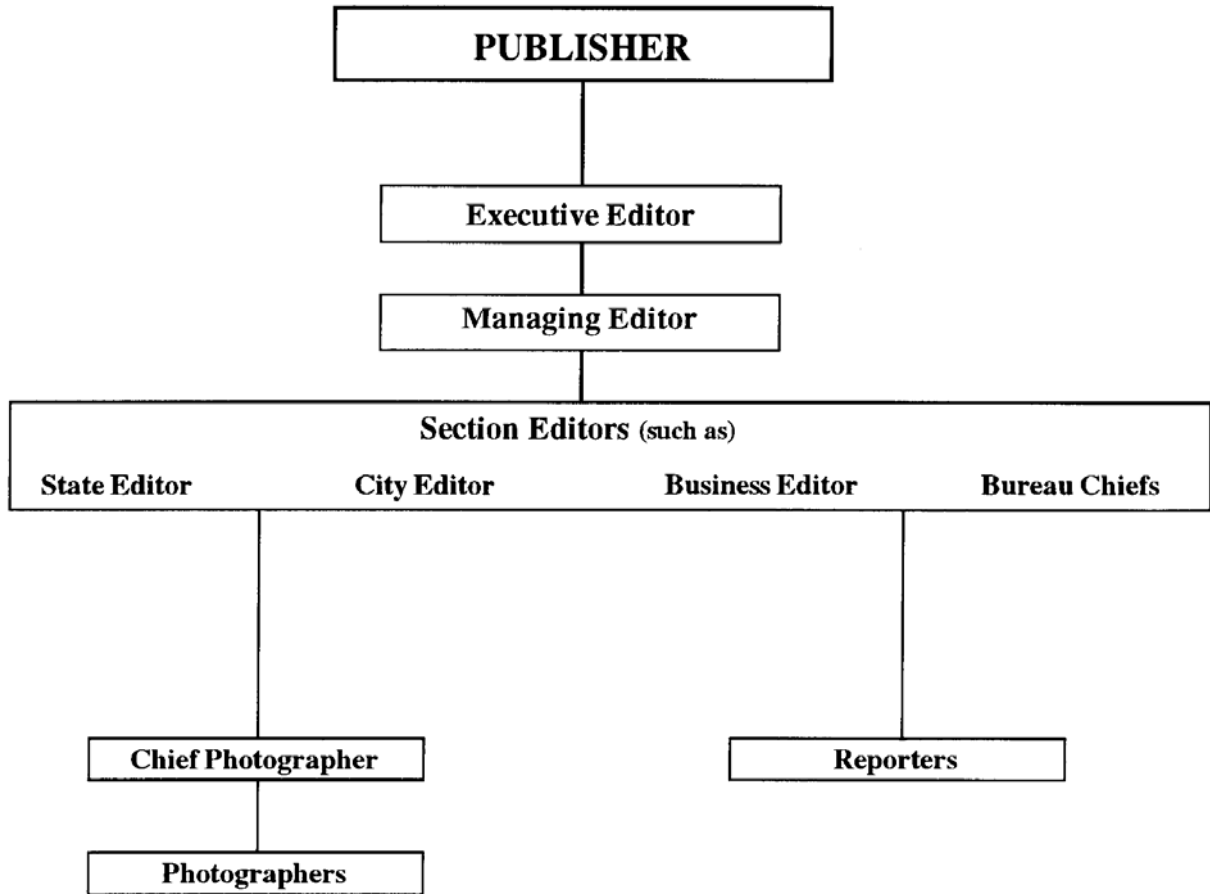 PUBLISHER
Executive Editor
Managing Editor
Section Editors (such as)
State Editor City Editor Business Editor Bureau Chiefs
Chief Photographer Reporters
Photographers